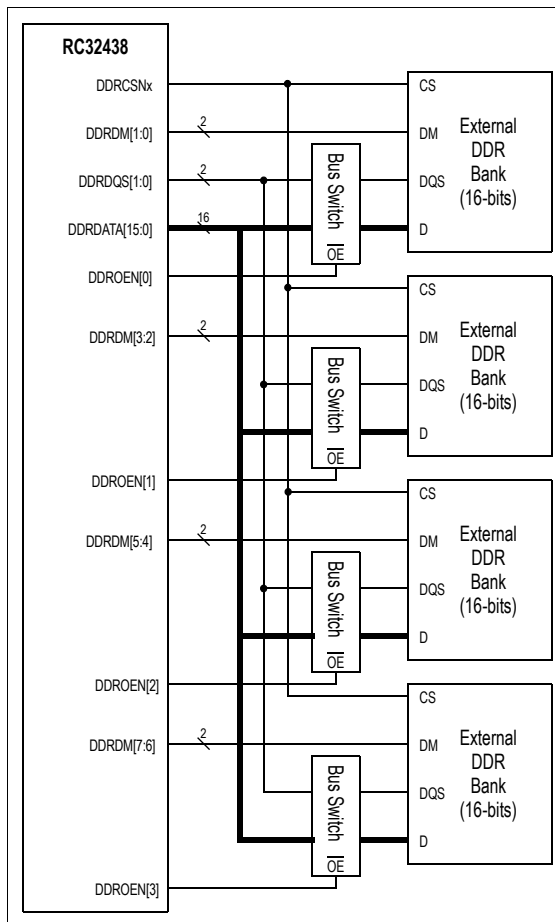 RC32438
DDRCSNx
CS
DDRDM[1:0]
2
DM
External
DDR
Bank
(16-bits)
DDRDQS[1:0]
2
Bus Switch
DQS
DDRDATA[15:0]
16
D
DDROEN[0]
OE
CS
DDRDM[3:2]
2
DM
External
DDR
Bank
(16-bits)
Bus Switch
DQS
D
DDROEN[1]
OE
CS
DDRDM[5:4]
2
DM
External
DDR
Bank
(16-bits)
Bus Switch
DQS
D
DDROEN[2]
OE
CS
DDRDM[7:6]
2
DM
External
DDR
Bank
(16-bits)
Bus Switch
DQS
D
DDROEN[3]
OE